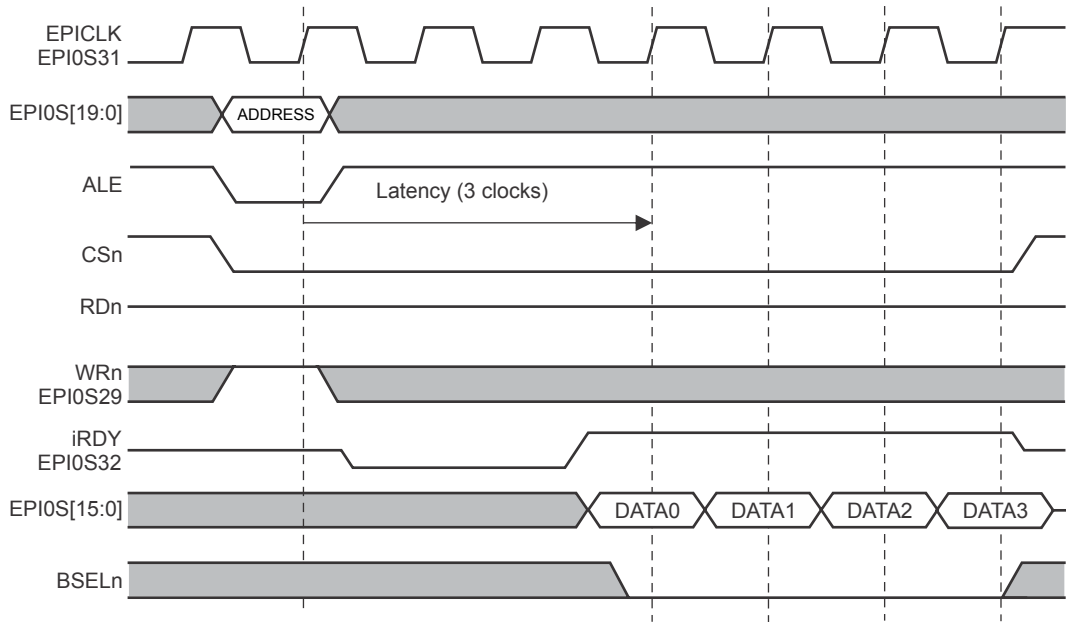 EPICLK
EPI0S31
EPI0S[19:0]
ADDRESS
ALE
Latency (3 clocks)
CSn
RDn
WRn
EPI0S29
iRDY
EPI0S32
EPI0S[15:0]
DATA0
DATA1
DATA2
DATA3
BSELn